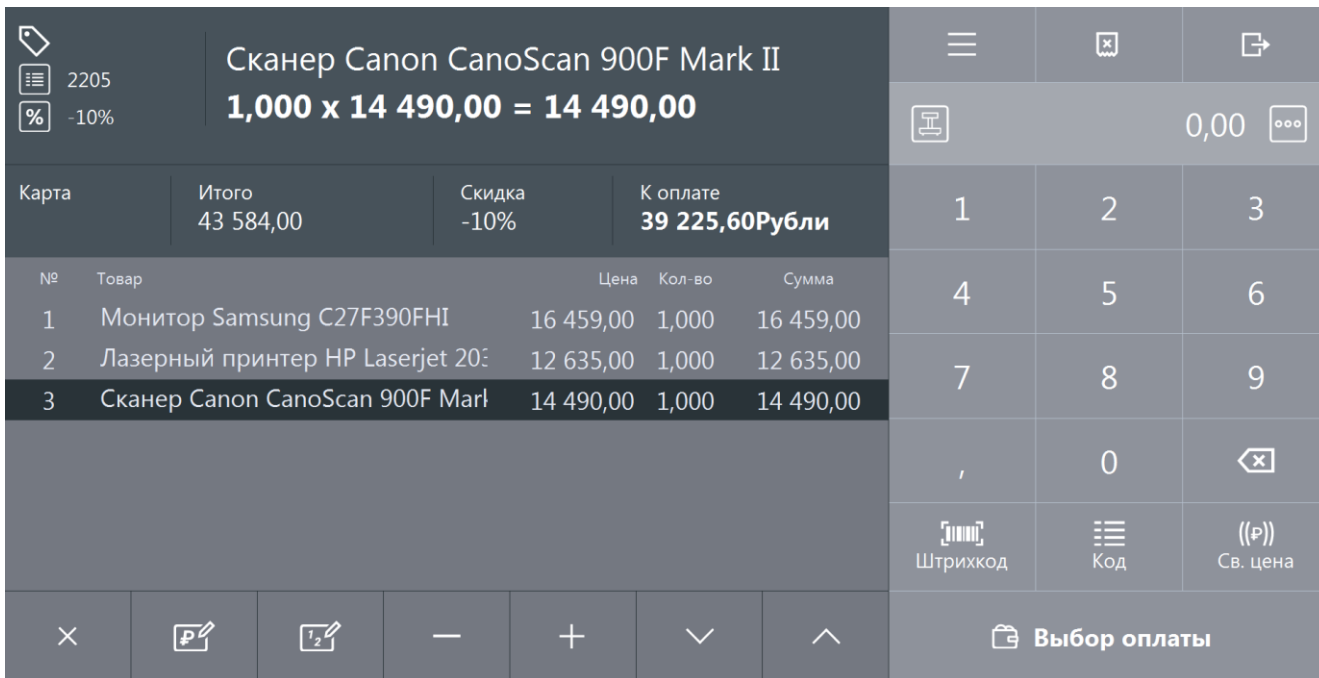 Сканер Canon CanoScan 900F Mark II
2205
1,000 x 14 490,00 = 14 490,00
% -10%
0,00
Карта Итого Скидка К оплате
43 584,00 -10% 39 225,60Рубли
№ Товар Цена Кол-во Сумма
1 Монитор Samsung C27F390FHI 16 459,00 1,000 16 459,00
2 Лазерный принтер HP Laserjet 203 12 635,00 1,000 12 635,00
3 Сканер Canon CanoScan 900F Mark 14 490,00 1,000 14 490,00
1 2 3
4 5 6
7 8 9
, 0
((₽))
Штрихкод Код Св. цена
₽ 1 2
Выбор оплаты